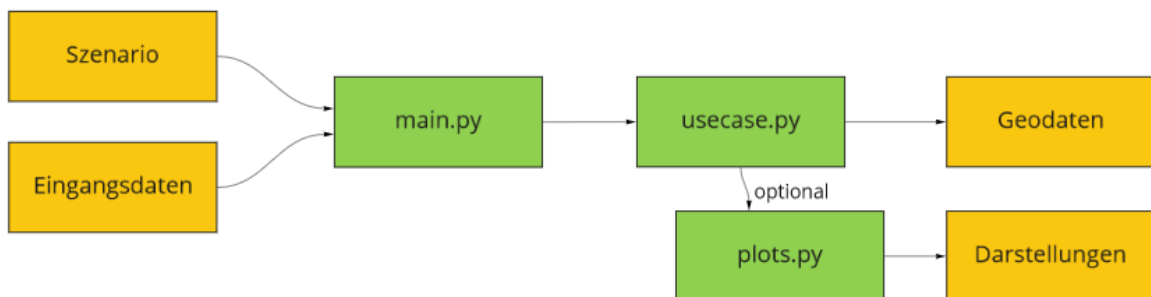 Szenario
Eingangsdaten
main.py
usecase.py
Geodaten
optional
plots.py
Darstellungen